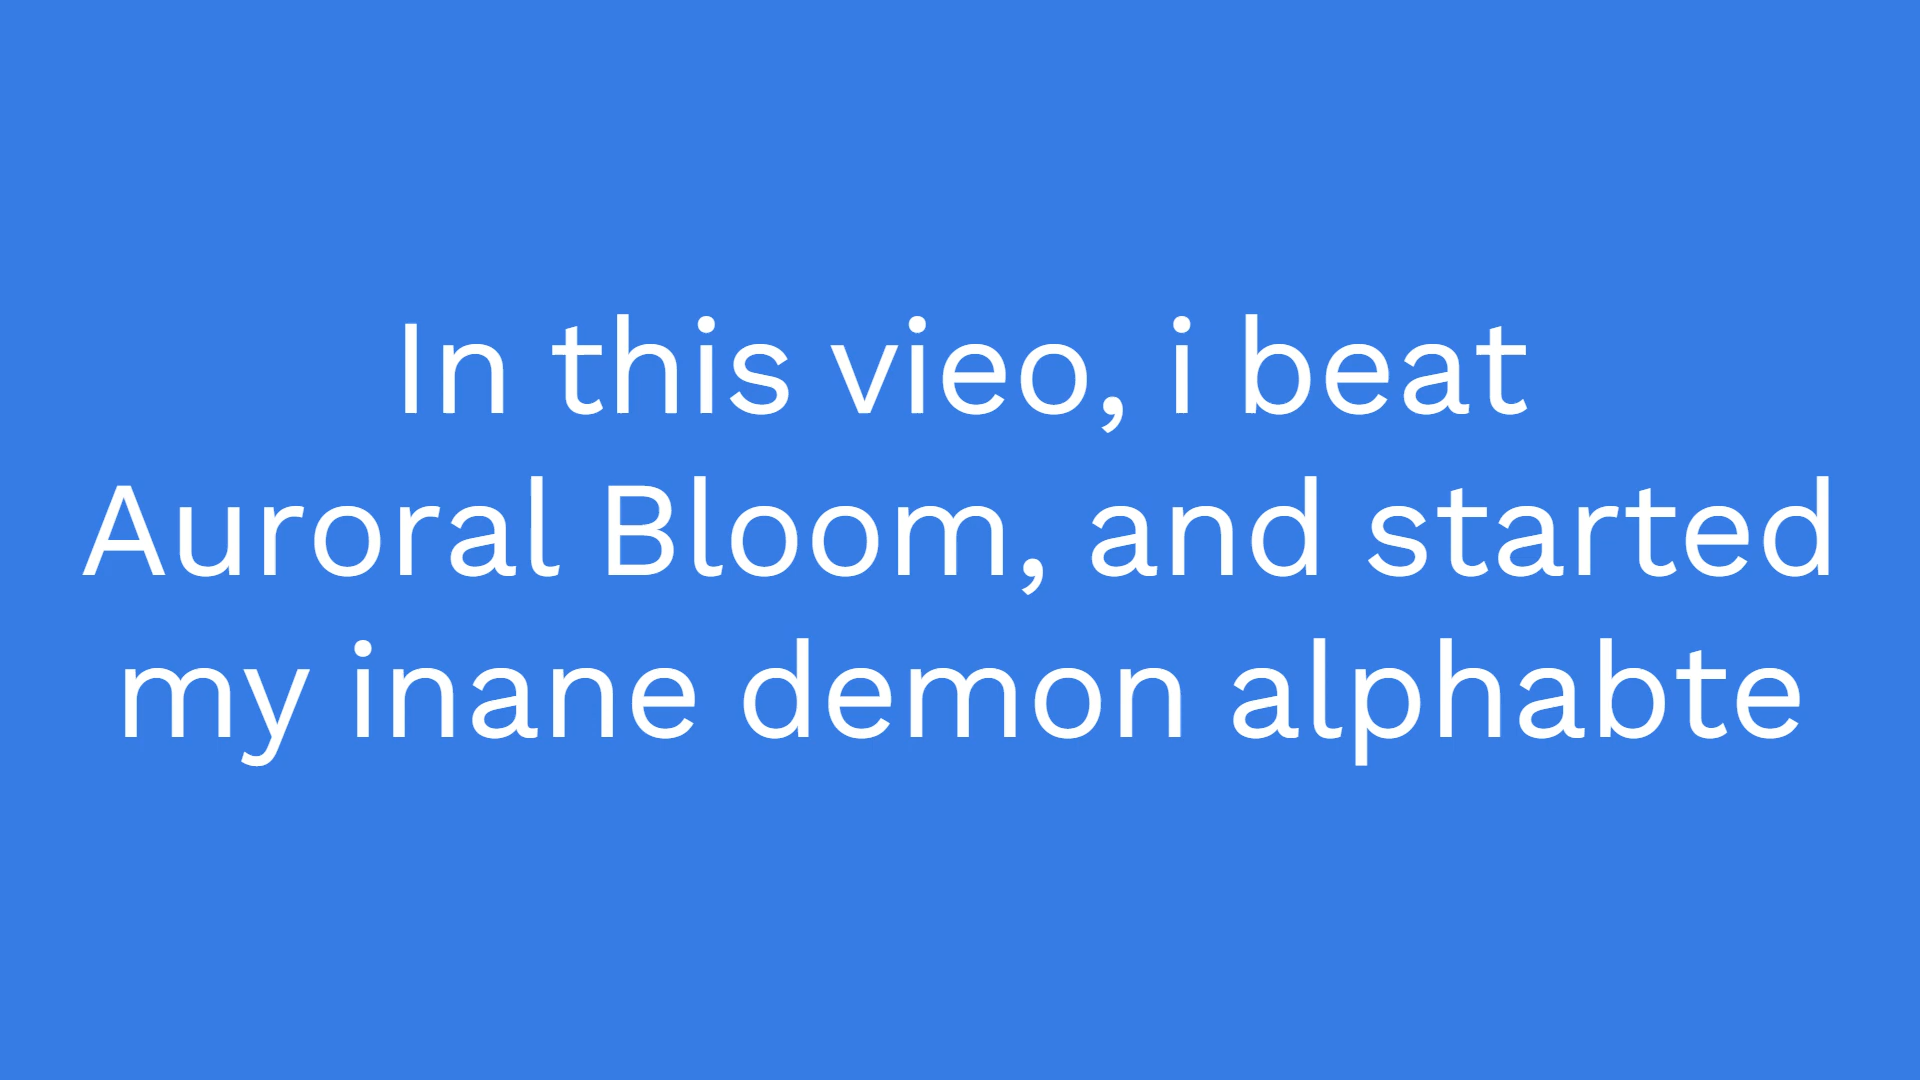 In this vieo, i beat
Auroral Bloom, and started
my inane demon alphabte